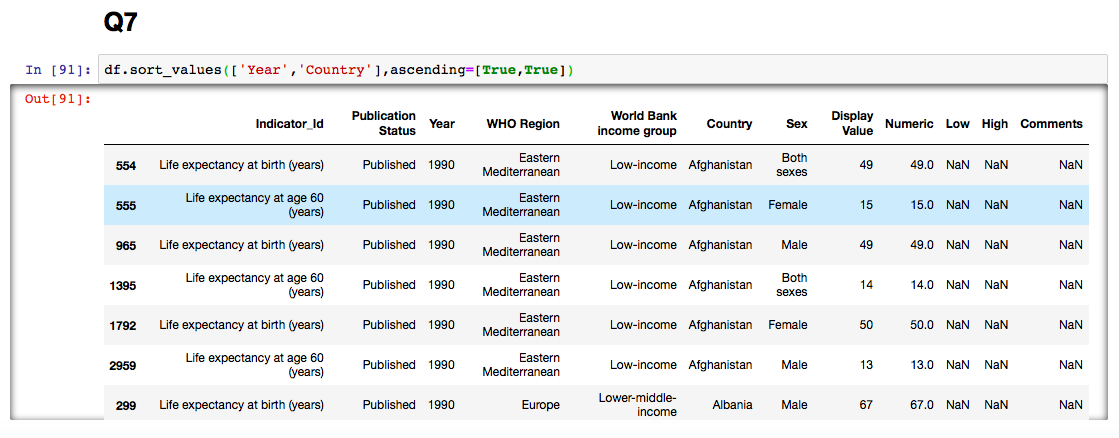 Q7
In [91]: df.sort_values(['Year','Country'],ascending=[True,True])
Out[91]:
Indicator_Id Publication Status Year WHO Region World Bank income group Country Sex Display Value Numeric Low High Comments
554 Life expectancy at birth (years) Published 1990 Eastern Mediterranean Low-income Afghanistan Both sexes 49 49.0 NaN NaN NaN
555 Life expectancy at age 60 (years) Published 1990 Eastern Mediterranean Low-income Afghanistan Female 15 15.0 NaN NaN NaN
965 Life expectancy at birth (years) Published 1990 Eastern Mediterranean Low-income Afghanistan Male 49 49.0 NaN NaN NaN
1395 Life expectancy at age 60 (years) Published 1990 Eastern Mediterranean Low-income Afghanistan Both sexes 14 14.0 NaN NaN NaN
1792 Life expectancy at birth (years) Published 1990 Eastern Mediterranean Low-income Afghanistan Female 50 50.0 NaN NaN NaN
2959 Life expectancy at age 60 (years) Published 1990 Eastern Mediterranean Low-income Afghanistan Male 13 13.0 NaN NaN NaN
299 Life expectancy at birth (years) Published 1990 Europe Lower-middle-income Albania Male 67 67.0 NaN NaN NaN